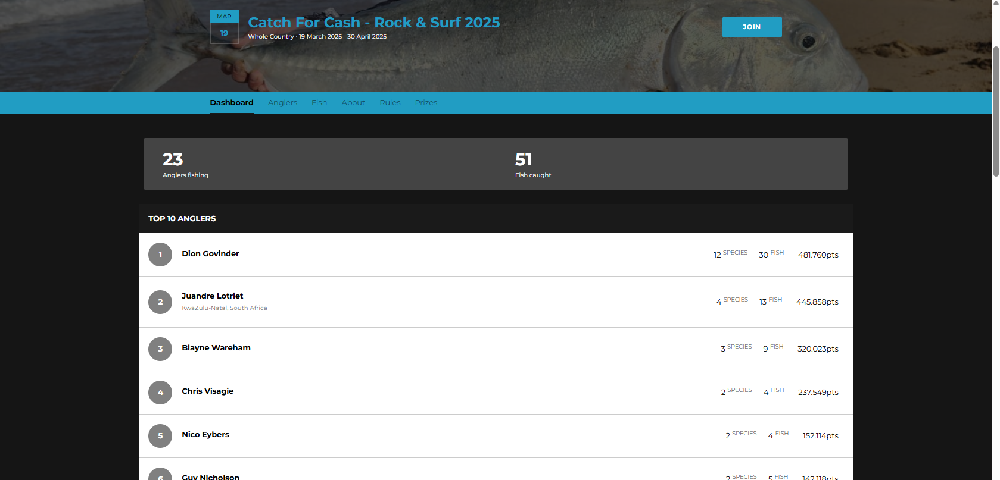 MAR
19
Catch For Cash - Rock & Surf 2025
Whole Country • 19 March 2025 - 30 April 2025
JOIN
Dashboard Anglers Fish About Rules Prizes
23
Anglers fishing
51
Fish caught
TOP 10 ANGLERS
1 Dion Govinder 12 SPECIES 30 FISH 481.760pts
2 Juandre Lotriet 4 SPECIES 13 FISH 445.858pts
KwaZulu-Natal, South Africa
3 Blayne Wareham 3 SPECIES 9 FISH 320.023pts
4 Chris Visagie 2 SPECIES 4 FISH 237.549pts
5 Nico Eybers 2 SPECIES 4 FISH 152.114pts
6 Guy Nicholson 2 SPECIES 5 FISH 142.118pts